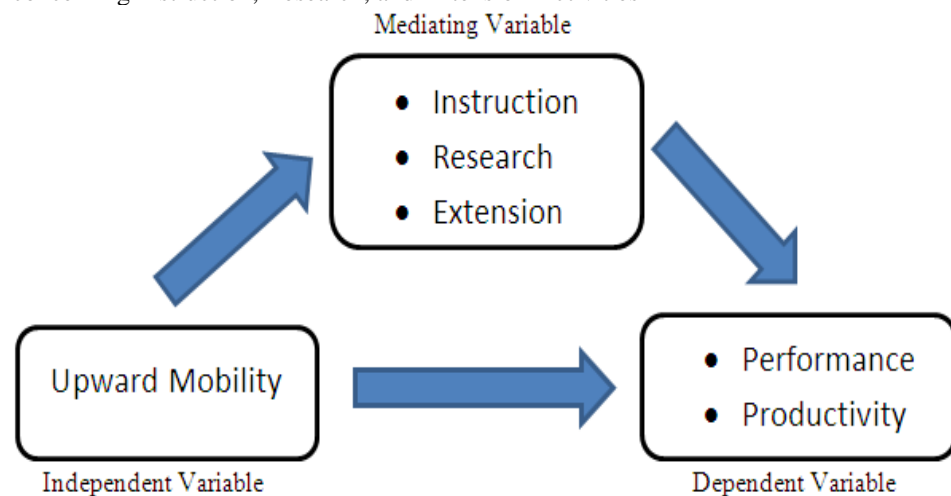 Mediating Variable
• Instruction
• Research
• Extension
Upward Mobility
• Performance
• Productivity
Independent Variable
Dependent Variable